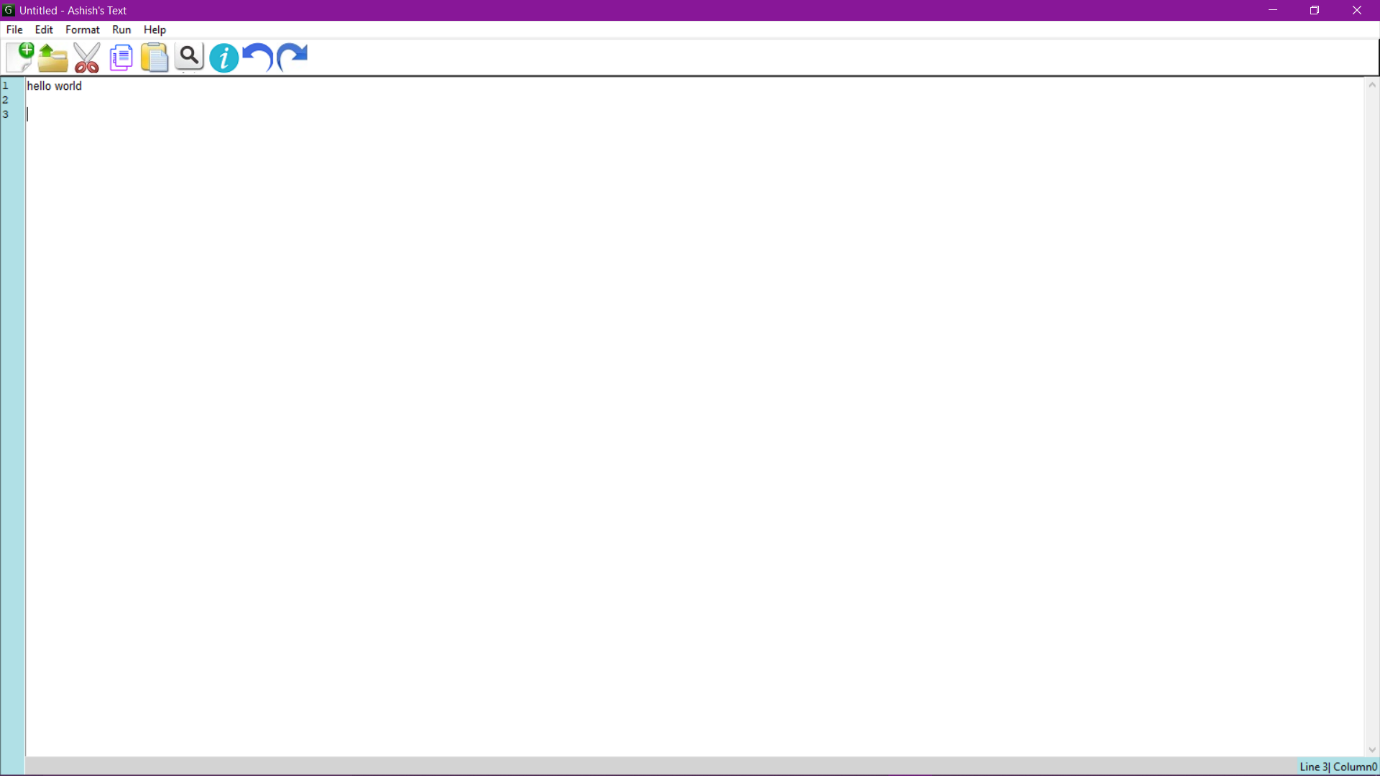 Untitled - Ashish's Text
File Edit Format Run Help
1 hello world
2
3
Line 3| Column0